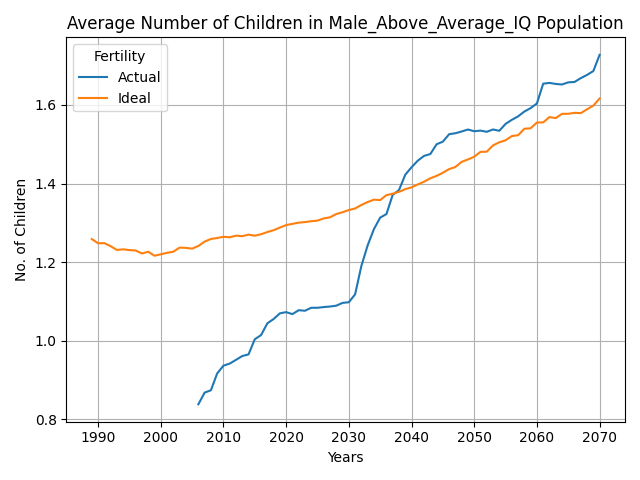 Average Number of Children in Male_Above_Average_IQ Population
Fertility
Actual
Ideal
No. of Children
1.6
1.4
1.2
1.0
0.8
1990 2000 2010 2020 2030 2040 2050 2060 2070
Years